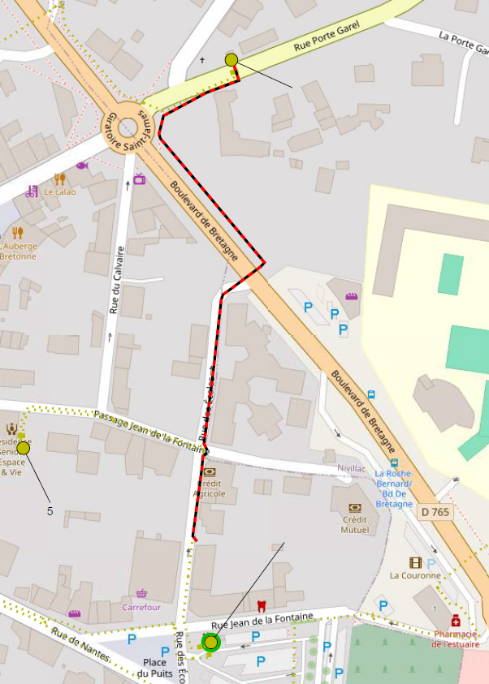 Rue Porte Garel
La Porte Gar
Giratoire Saint-James
Le Lalao
L'Auberge
Bretonne
Boulevard de Bretagne
Rue du Calvaire
P
P
P
Boulevard de Bretagne
Passage Jean de la Fontaine
Espace
& Vie
5
Nivillac
La Roche-
Bernard/
Bd De
Bretagne
Crédit
Agricole
D 765
Crédit
Mutuel
La Couronne
P
Carrefour
P
Rue Jean de la Fontaine
Pharmacie
de l'estuaire
Rue de Nantes
P
P
P
P
P
P
Place
du Puits
Rue des Éco